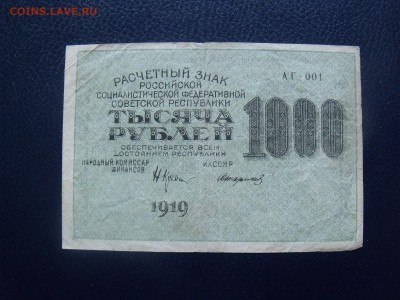 COINS.LAVE.RU
РАСЧЕТНЫЙ ЗНАК
АГ-001
РОССИЙСКОЙ
СОЦИАЛИСТИЧЕСКОЙ ФЕДЕРАТИВНОЙ
СОВЕТСКОЙ РЕСПУБЛИКИ
ТЫСЯЧА
РУБЛЕЙ
1000
ОБЕСПЕЧИВАЕТСЯ ВСЕМ
ДОСТОЯНИЕМ РЕСПУБЛИКИ
НАРОДНЫЙ КОМИССАР
ФИНАНСОВ
КАССИР
1919